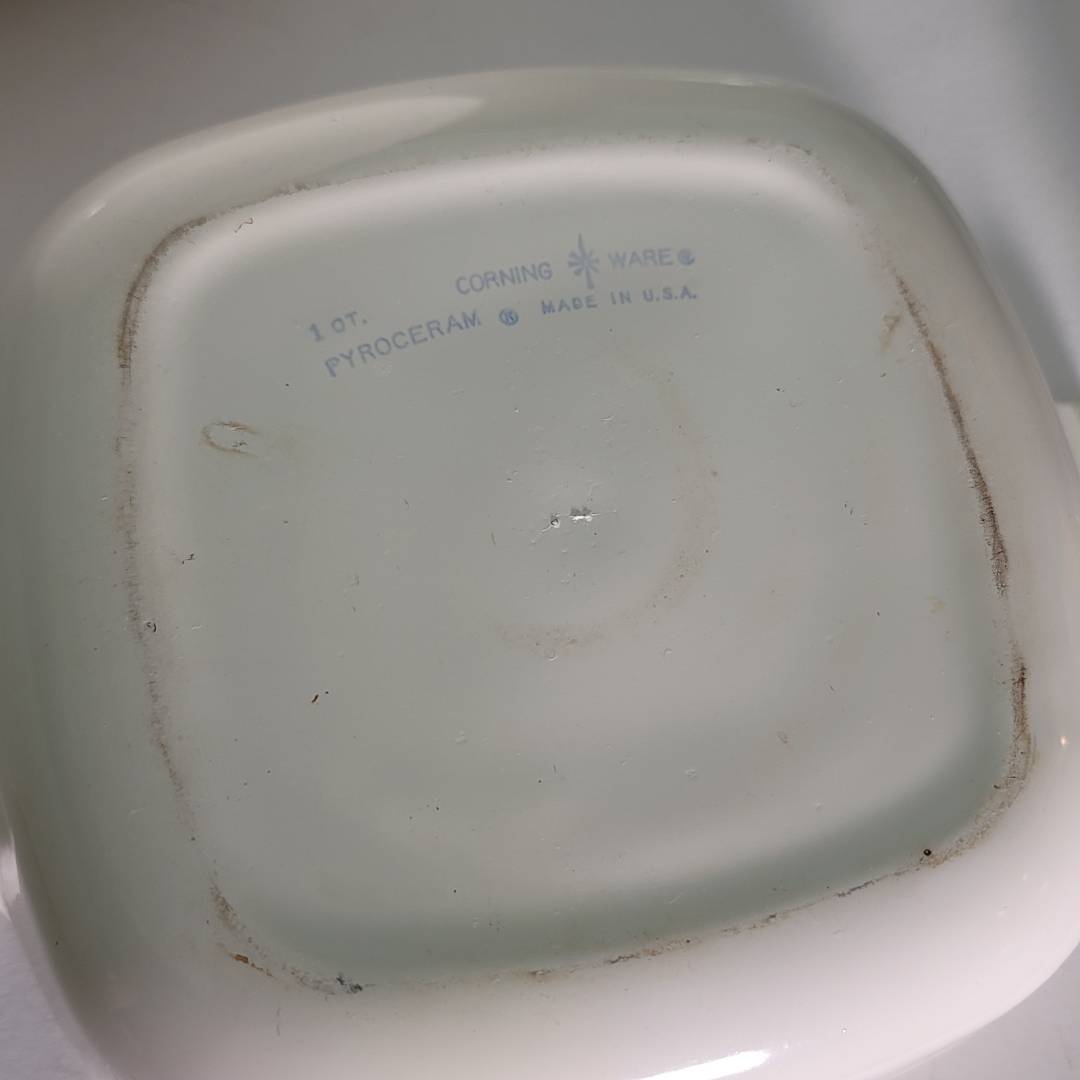 CORNING WARE®
1 QT. 
PYROCERAM ® MADE IN U.S.A.